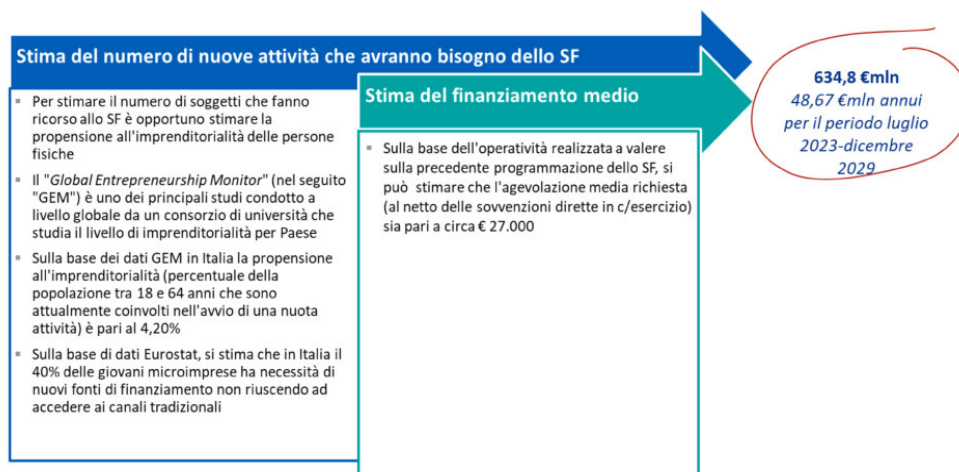 Stima del numero di nuove attività che avranno bisogno dello SF
Per stimare il numero di soggetti che fanno
ricorso allo SF è opportuno stimare la
propensione all'imprenditorialità delle persone
fisiche
Il "Global Entrepreneurship Monitor" (nel seguito
"GEM") è uno dei principali studi condotto a
livello globale da un consorzio di università che
studia il livello di imprenditorialità per Paese
Sulla base dei dati GEM in Italia la propensione
all'imprenditorialità (percentuale della
popolazione tra 18 e 64 anni che sono
attualmente coinvolti nell'avvio di una nuota
attività) è pari al 4,20%
Sulla base di dati Eurostat, si stima che in Italia il
40% delle giovani microimprese ha necessità di
nuovi fonti di finanziamento non riuscendo ad
accedere ai canali tradizionali
Stima del finanziamento medio
Sulla base dell'operatività realizzata a valere
sulla precedente programmazione dello SF, si
può stimare che l'agevolazione media richiesta
(al netto delle sovvenzioni dirette in c/esercizio)
sia pari a circa € 27.000
634,8 €mln
48,67 €mln annui
per il periodo luglio
2023-dicembre
2029